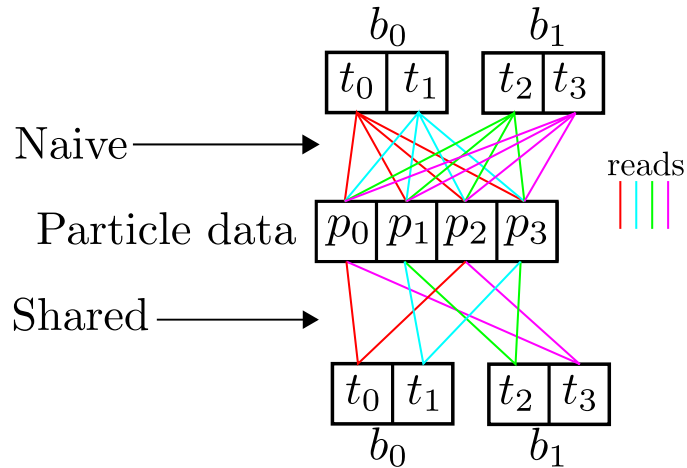 b₀ b₁
t₀ t₁ t₂ t₃
Naive
reads
Particle data p₀ p₁ p₂ p₃
Shared
t₀ t₁ t₂ t₃
b₀ b₁